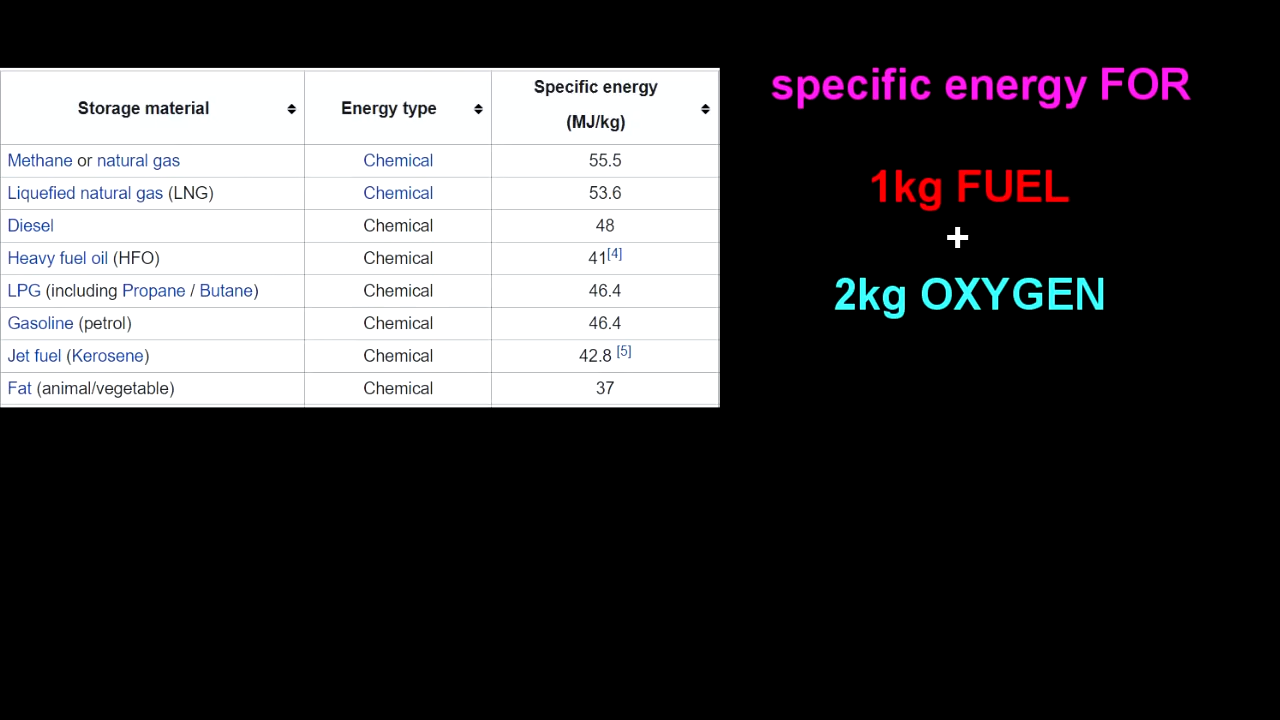 Storage material Energy type Specific energy (MJ/kg)
Methane or natural gas Chemical 55.5
Liquefied natural gas (LNG) Chemical 53.6
Diesel Chemical 48
Heavy fuel oil (HFO) Chemical 41[4]
LPG (including Propane / Butane) Chemical 46.4
Gasoline (petrol) Chemical 46.4
Jet fuel (Kerosene) Chemical 42.8 [5]
Fat (animal/vegetable) Chemical 37
specific energy FOR
1kg FUEL
+
2kg OXYGEN